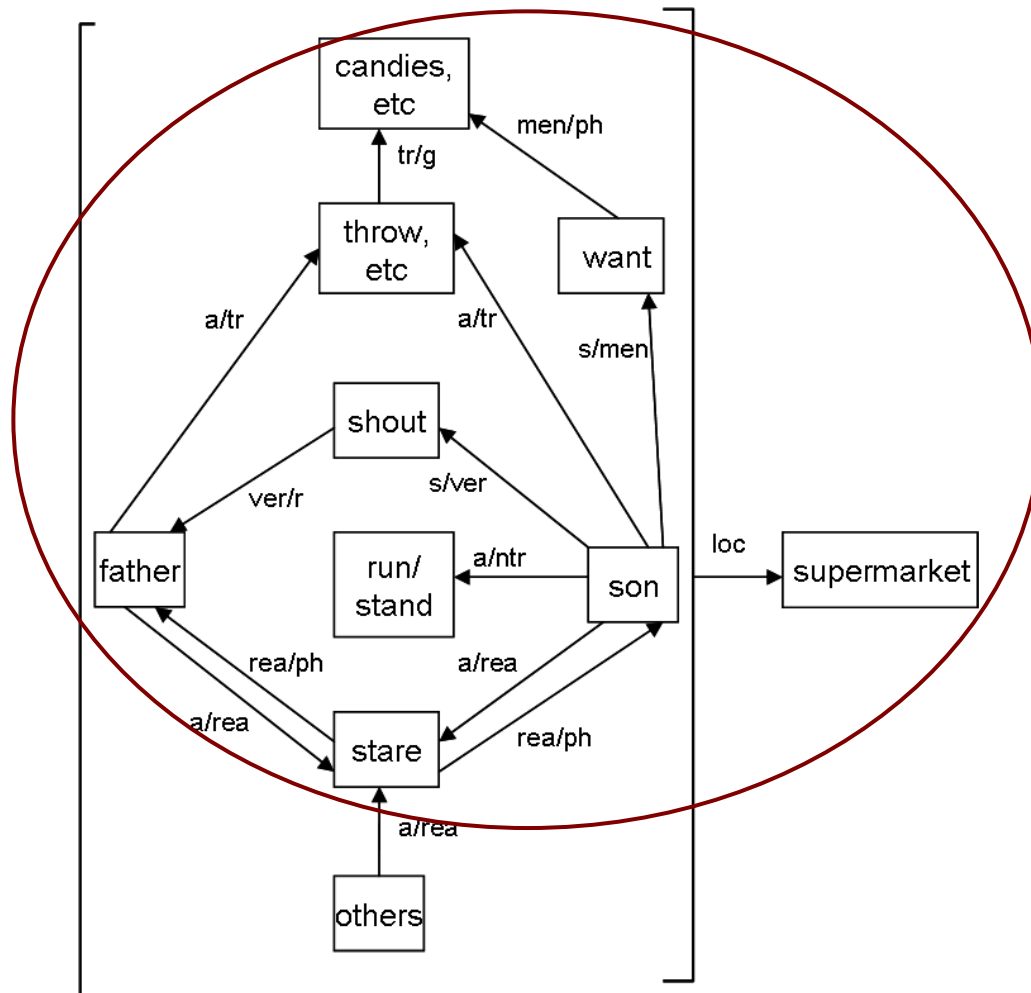 candies,
etc
men/ph
tr/g
throw,
etc
want
a/tr
a/tr
s/men
shout
s/ver
ver/r
father
run/
stand
a/ntr
son
loc
supermarket
rea/ph
a/rea
a/rea
rea/ph
stare
a/rea
others